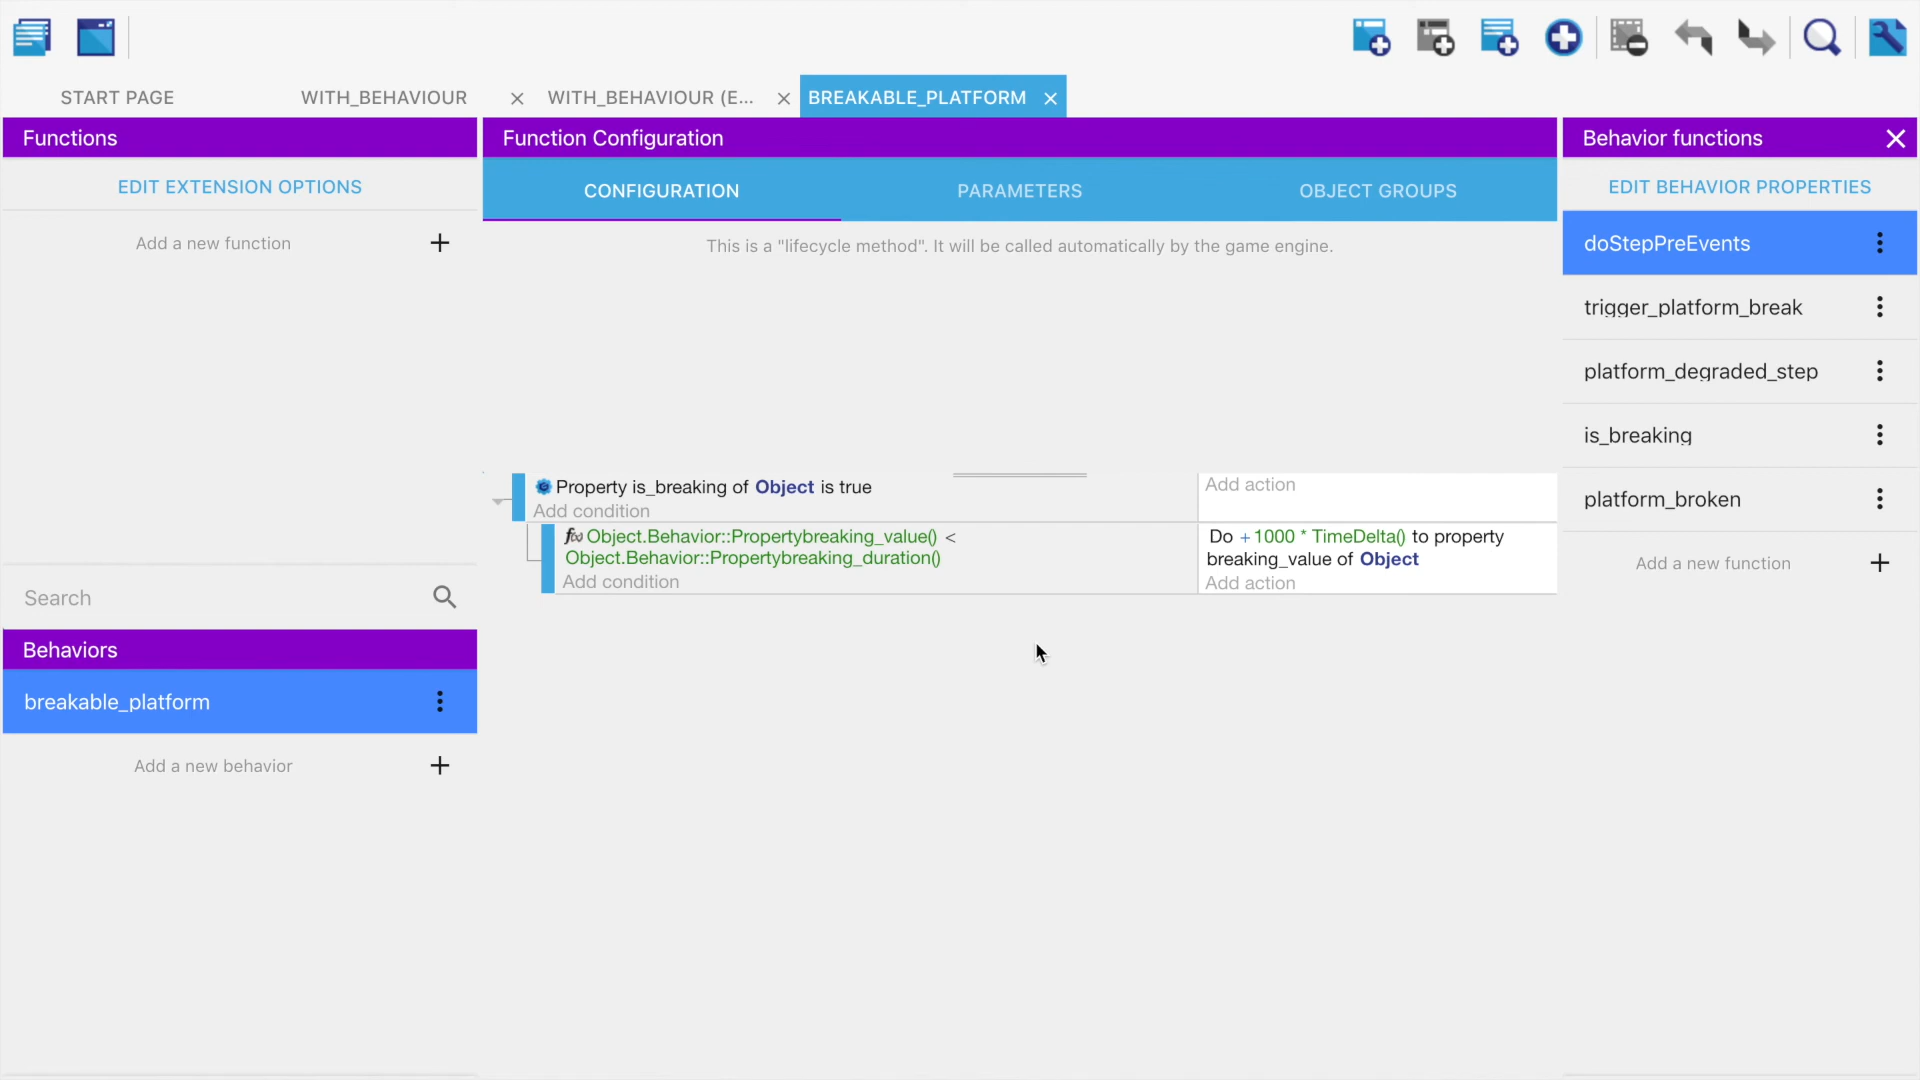 START PAGE
WITH_BEHAVIOUR
WITH_BEHAVIOUR (E...
BREAKABLE_PLATFORM
Functions
EDIT EXTENSION OPTIONS
Add a new function
Search
Behaviors
breakable_platform
Add a new behavior
Function Configuration
CONFIGURATION
PARAMETERS
OBJECT GROUPS
This is a "lifecycle method". It will be called automatically by the game engine.
Property is_breaking of Object is true
Add condition
Add action
Object.Behavior::Propertybreaking_value() <
Object.Behavior::Propertybreaking_duration()
Add condition
Do +1000 * TimeDelta() to property
breaking_value of Object
Add action
Behavior functions
EDIT BEHAVIOR PROPERTIES
doStepPreEvents
trigger_platform_break
platform_degraded_step
is_breaking
platform_broken
Add a new function